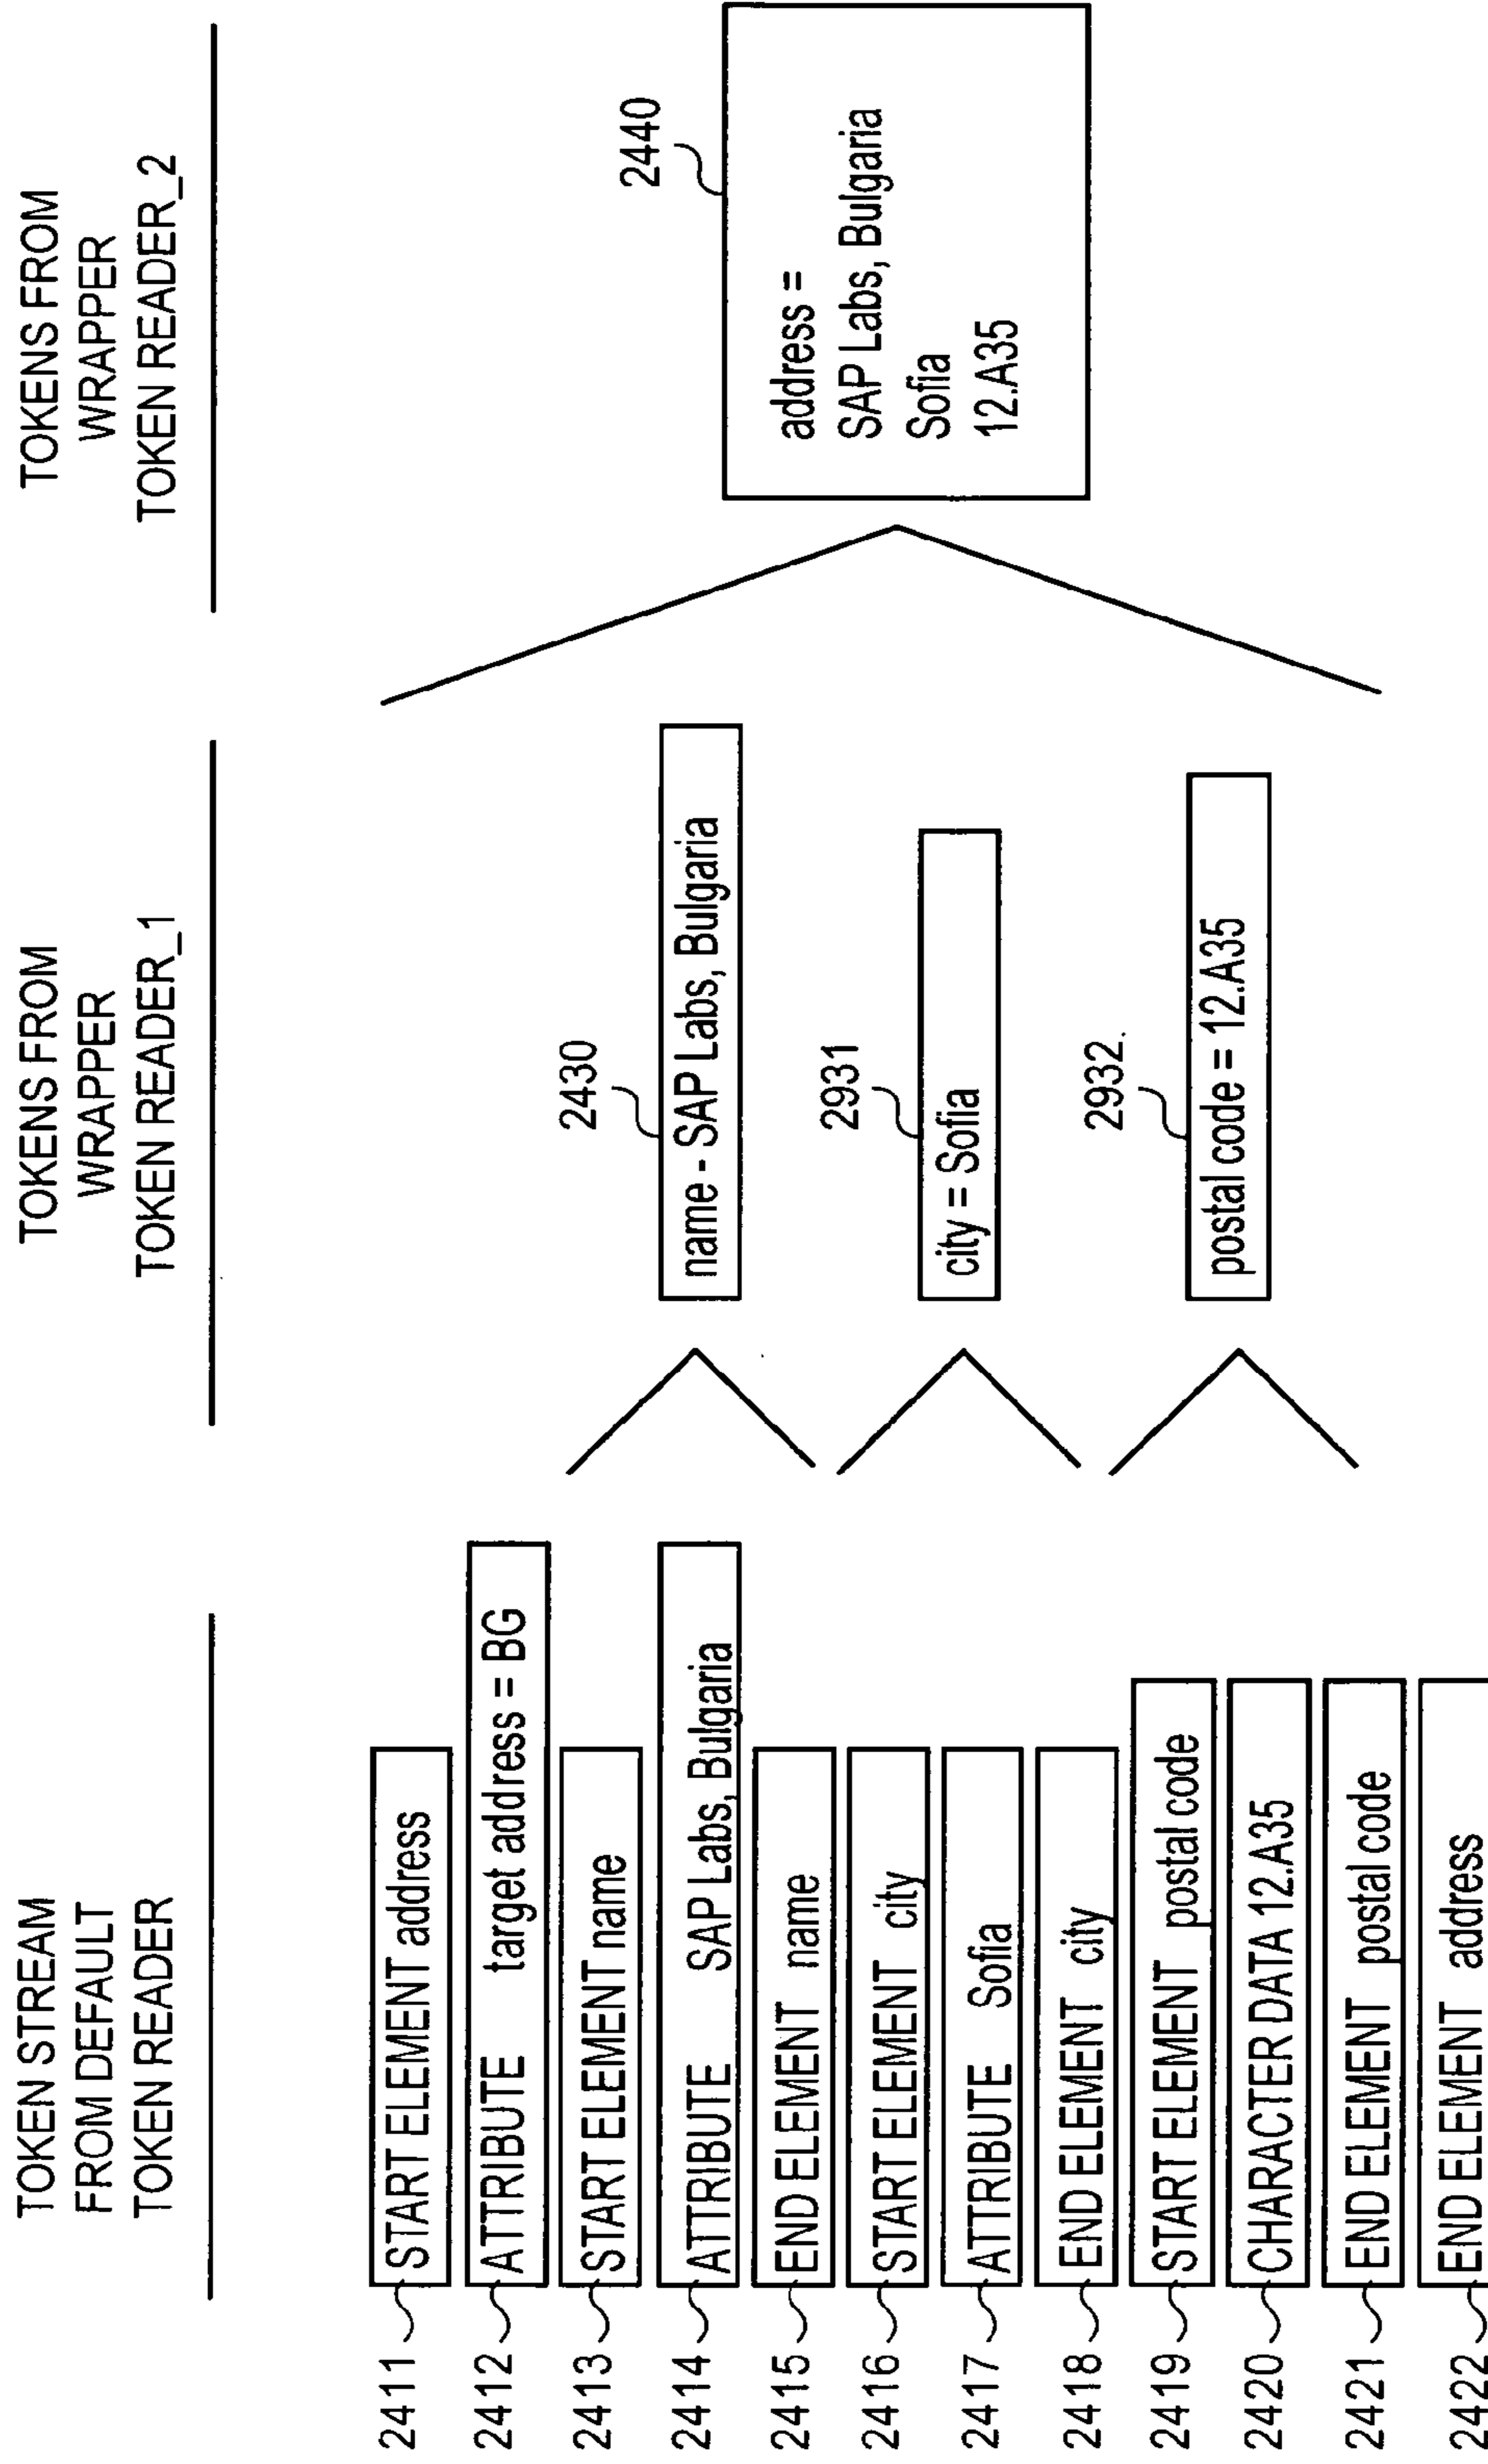 TOKEN STREAM
FROM DEFAULT
TOKEN READER
2411 START ELEMENT address
2412 ATTRIBUTE target address = BG
2413 START ELEMENT name
2414 ATTRIBUTE SAP Labs, Bulgaria
2415 END ELEMENT name
2416 START ELEMENT city
2417 ATTRIBUTE Sofia
2418 END ELEMENT city
2419 START ELEMENT postal code
2420 CHARACTER DATA 12.A35
2421 END ELEMENT postal code
2422 END ELEMENT address
TOKENS FROM
WRAPPER
TOKEN READER_1
2430
name - SAP Labs, Bulgaria
2931
city = Sofia
2932.
postal code = 12.A35
TOKENS FROM
WRAPPER
TOKEN READER_2
2440
address =
SAP Labs, Bulgaria
Sofia
12.A35